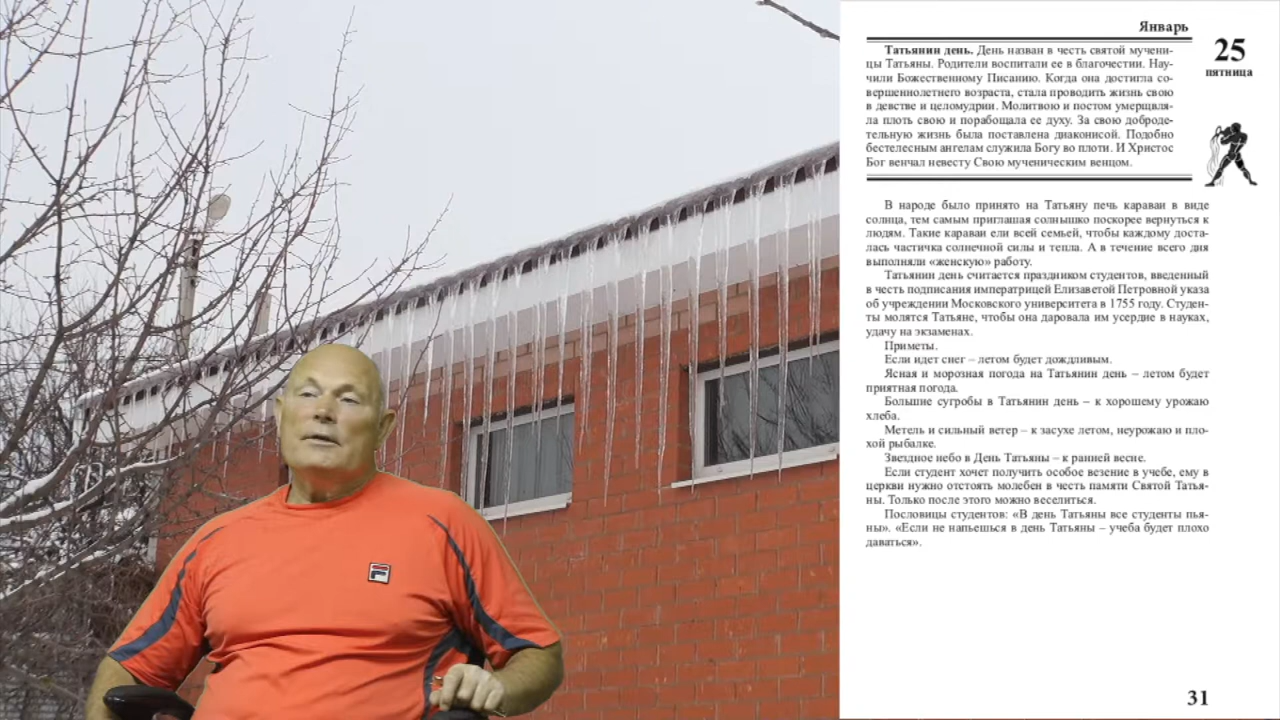 Январь
25
пятница
Татьянин день. День назван в честь святой мучени-
цы Татьяны. Родители воспитали ее в благочестии. Нау-
чили Божественному Писанию. Когда она достигла со-
вершеннолетнего возраста, стала проводить жизнь свою
в девстве и целомудрии. Молитвою и постом умерщвля-
ла плоть свою и порабощала ее духу. За свою доброде-
тельную жизнь была поставлена диаконисой. Подобно
бестелесным ангелам служила Богу во плоти. И Христос
Бог венчал невесту Свою мученическим венцом.
В народе было принято на Татьяну печь караваи в виде
солнца, тем самым приглашая солнышко поскорее вернуться к
людям. Такие караваи ели всей семьей, чтобы каждому доста-
лась частичка солнечной силы и тепла. А в течение всего дня
выполняли «женскую» работу.
Татьянин день считается праздником студентов, введенный
в честь подписания императрицей Елизаветой Петровной указа
об учреждении Московского университета в 1755 году. Студен-
ты молятся Татьяне, чтобы она даровала им усердие в науках,
удачу на экзаменах.
Приметы.
Если идет снег – летом будет дождливым.
Ясная и морозная погода на Татьянин день – летом будет
приятная погода.
Большие сугробы в Татьянин день – к хорошему урожаю
хлеба.
Метель и сильный ветер – к засухе летом, неурожаю и пло-
хой рыбалке.
Звездное небо в День Татьяны – к ранней весне.
Если студент хочет получить особое везение в учебе, ему в
церкви нужно отстоять молебен в честь памяти Святой Татья-
ны. Только после этого можно веселиться.
Пословицы студентов: «В день Татьяны все студенты пья-
ны». «Если не напьешься в день Татьяны – учеба будет плохо
даваться».
31